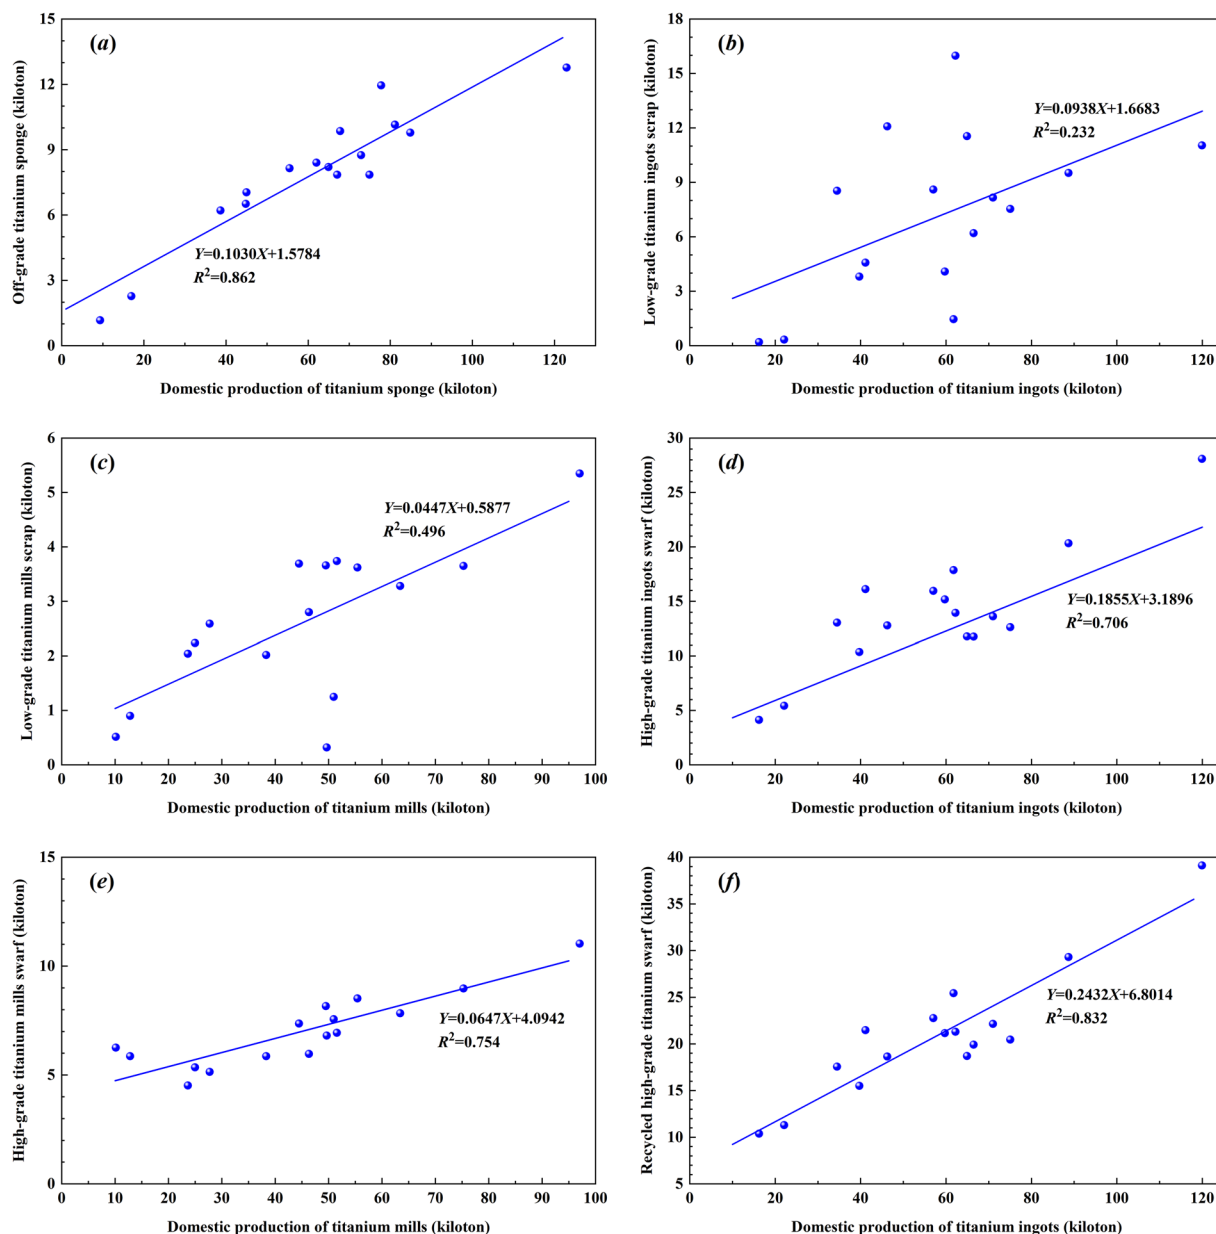 (a)
Y=0.1030X+1.5784
R²=0.862
Off-grade titanium sponge (kiloton)
15
12
9
6
3
0
0 20 40 60 80 100 120
Domestic production of titanium sponge (kiloton)
(b)
Y=0.0938X+1.6683
R²=0.232
Low-grade titanium ingots scrap (kiloton)
18
15
12
9
6
3
0
0 20 40 60 80 100 120
Domestic production of titanium ingots (kiloton)
(c)
Y=0.0447X+0.5877
R²=0.496
Low-grade titanium mills scrap (kiloton)
6
5
4
3
2
1
0
0 10 20 30 40 50 60 70 80 90 100
Domestic production of titanium mills (kiloton)
(d)
Y=0.1855X+3.1896
R²=0.706
High-grade titanium ingots swarf (kiloton)
30
25
20
15
10
5
0
0 20 40 60 80 100 120
Domestic production of titanium ingots (kiloton)
(e)
Y=0.0647X+4.0942
R²=0.754
High-grade titanium mills swarf (kiloton)
15
10
5
0
0 10 20 30 40 50 60 70 80 90 100
Domestic production of titanium mills (kiloton)
(f)
Y=0.2432X+6.8014
R²=0.832
Recycled high-grade titanium swarf (kiloton)
40
35
30
25
20
15
10
5
0 20 40 60 80 100 120
Domestic production of titanium ingots (kiloton)